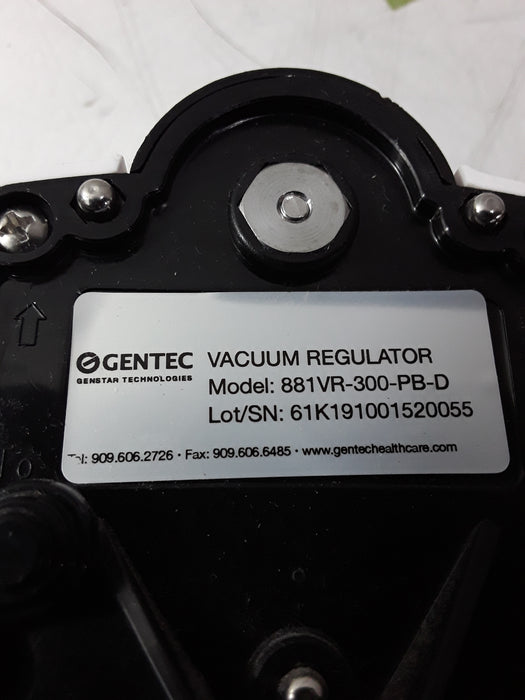 GENTEC
GENSTAR TECHNOLOGIES
VACUUM REGULATOR
Model: 881VR-300-PB-D
Lot/SN: 61K191001520055
909.606.2726 • Fax: 909.606.6485 • www.gentechealthcare.com